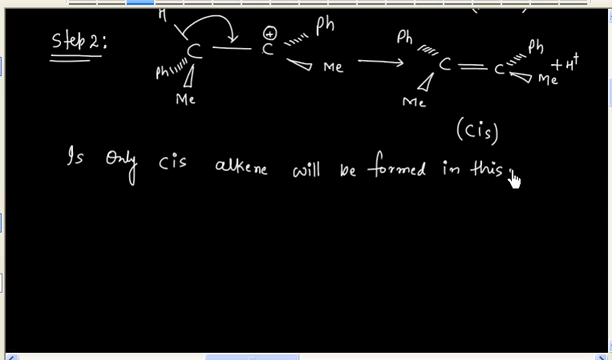 H
Step 2:
C C ⊕ Ph
Ph Me
Me
Ph Ph
C = C Me + H⁺
Me
(cis)
Is Only cis alkene will be formed in this